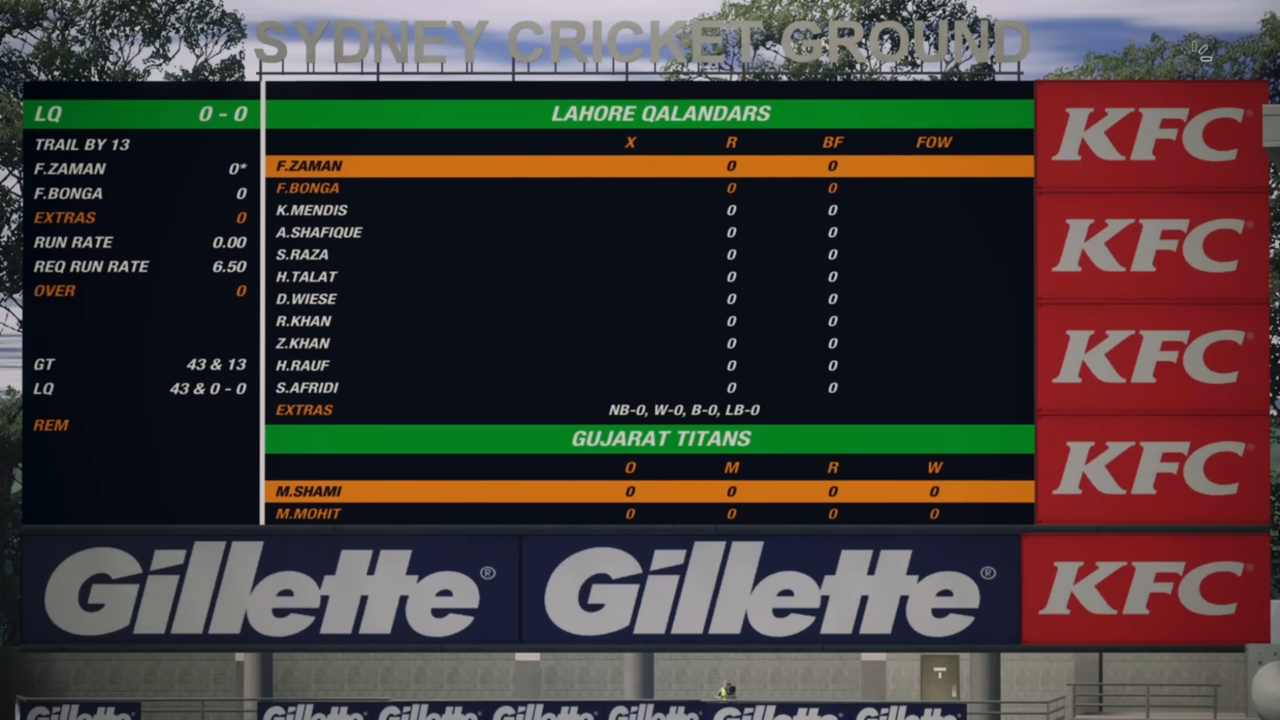 SYDNEY CRICKET GROUND
LQ 0 - 0
TRAIL BY 13
F.ZAMAN 0*
F.BONGA 0
EXTRAS 0
RUN RATE 0.00
REQ RUN RATE 6.50
OVER 0
GT 43 & 13
LQ 43 & 0 - 0
REM
LAHORE QALANDARS
X R BF FOW
F.ZAMAN 0 0
F.BONGA 0 0
K.MENDIS 0 0
A.SHAFIQUE 0 0
S.RAZA 0 0
H.TALAT 0 0
D.WIESE 0 0
R.KHAN 0 0
Z.KHAN 0 0
H.RAUF 0 0
S.AFRIDI 0 0
EXTRAS NB-0, W-0, B-0, LB-0
GUJARAT TITANS
O M R W
M.SHAMI 0 0 0 0
M.MOHIT 0 0 0 0
KFC®
KFC®
KFC®
KFC®
Gillette® Gillette® KFC®
Gillette Gillette Gillette Gillette Gillette Gillette Gillette